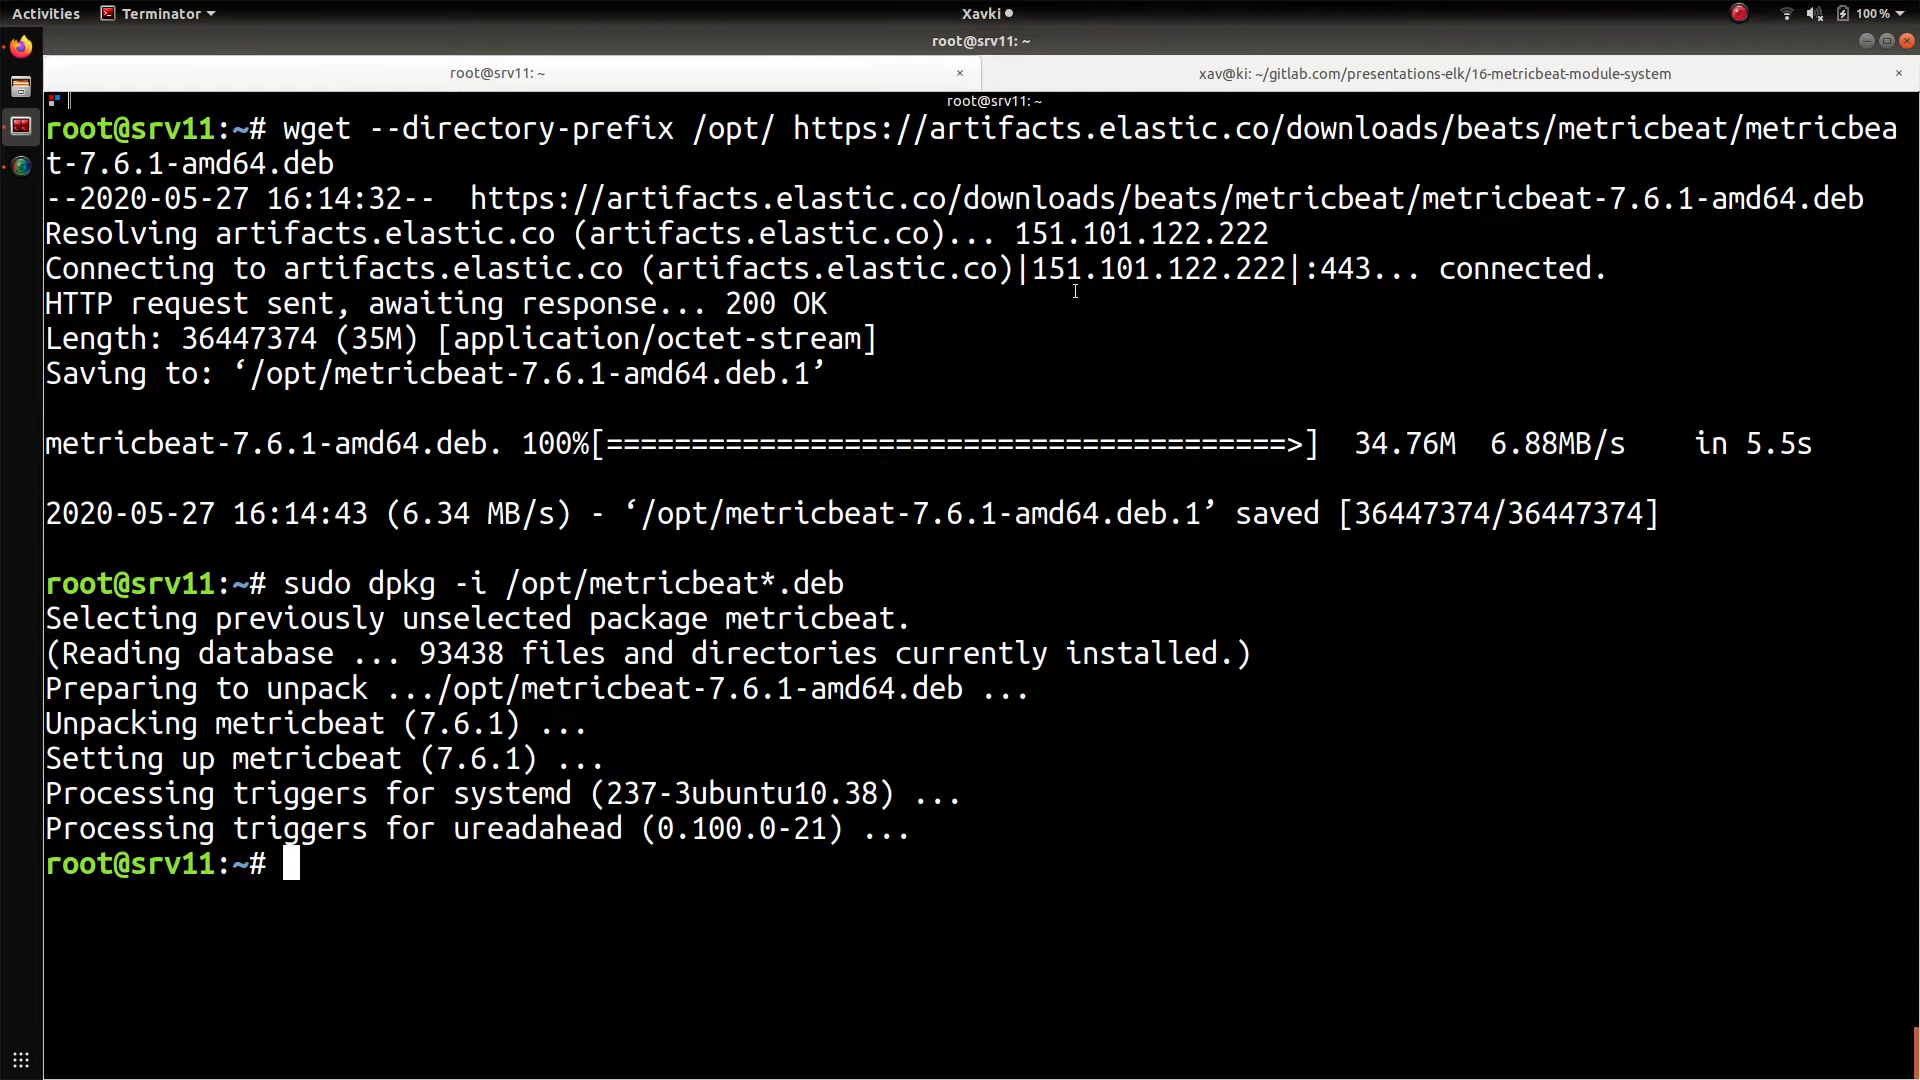 Activities
Terminator
Xavki
100 %
root@srv11: ~
root@srv11: ~
xav@ki: ~/gitlab.com/presentations-elk/16-metricbeat-module-system
root@srv11: ~
root@srv11:~# wget --directory-prefix /opt/ https://artifacts.elastic.co/downloads/beats/metricbeat/metricbea
t-7.6.1-amd64.deb
--2020-05-27 16:14:32--  https://artifacts.elastic.co/downloads/beats/metricbeat/metricbeat-7.6.1-amd64.deb
Resolving artifacts.elastic.co (artifacts.elastic.co)... 151.101.122.222
Connecting to artifacts.elastic.co (artifacts.elastic.co)|151.101.122.222|:443... connected.
HTTP request sent, awaiting response... 200 OK
Length: 36447374 (35M) [application/octet-stream]
Saving to: ‘/opt/metricbeat-7.6.1-amd64.deb.1’
metricbeat-7.6.1-amd64.deb. 100%[========================================>]  34.76M  6.88MB/s    in 5.5s
2020-05-27 16:14:43 (6.34 MB/s) - ‘/opt/metricbeat-7.6.1-amd64.deb.1’ saved [36447374/36447374]
root@srv11:~# sudo dpkg -i /opt/metricbeat*.deb
Selecting previously unselected package metricbeat.
(Reading database ... 93438 files and directories currently installed.)
Preparing to unpack .../opt/metricbeat-7.6.1-amd64.deb ...
Unpacking metricbeat (7.6.1) ...
Setting up metricbeat (7.6.1) ...
Processing triggers for systemd (237-3ubuntu10.38) ...
Processing triggers for ureadahead (0.100.0-21) ...
root@srv11:~#